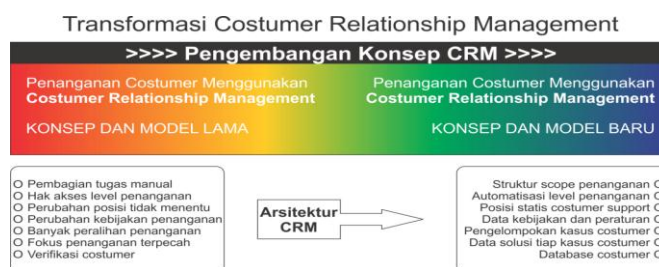 Transformasi Costumer Relationship Management
>>>> Pengembangan Konsep CRM >>>>
Penanganan Costumer Menggunakan
Costumer Relationship Management
KONSEP DAN MODEL LAMA
Penanganan Costumer Menggunakan
Costumer Relationship Management
KONSEP DAN MODEL BARU
O Pembagian tugas manual
O Hak akses level penanganan
O Perubahan posisi tidak menentu
O Perubahan kebijakan penanganan
O Banyak peralihan penanganan
O Fokus penanganan terpecah
O Verifikasi costumer
Arsitektur
CRM
Struktur scope penanganan O
Automatisasi level penanganan O
Posisi statis costumer support O
Data kebijakan dan peraturan O
Pengelompokan kasus costumer O
Data solusi tiap kasus costumer O
Database costumer O